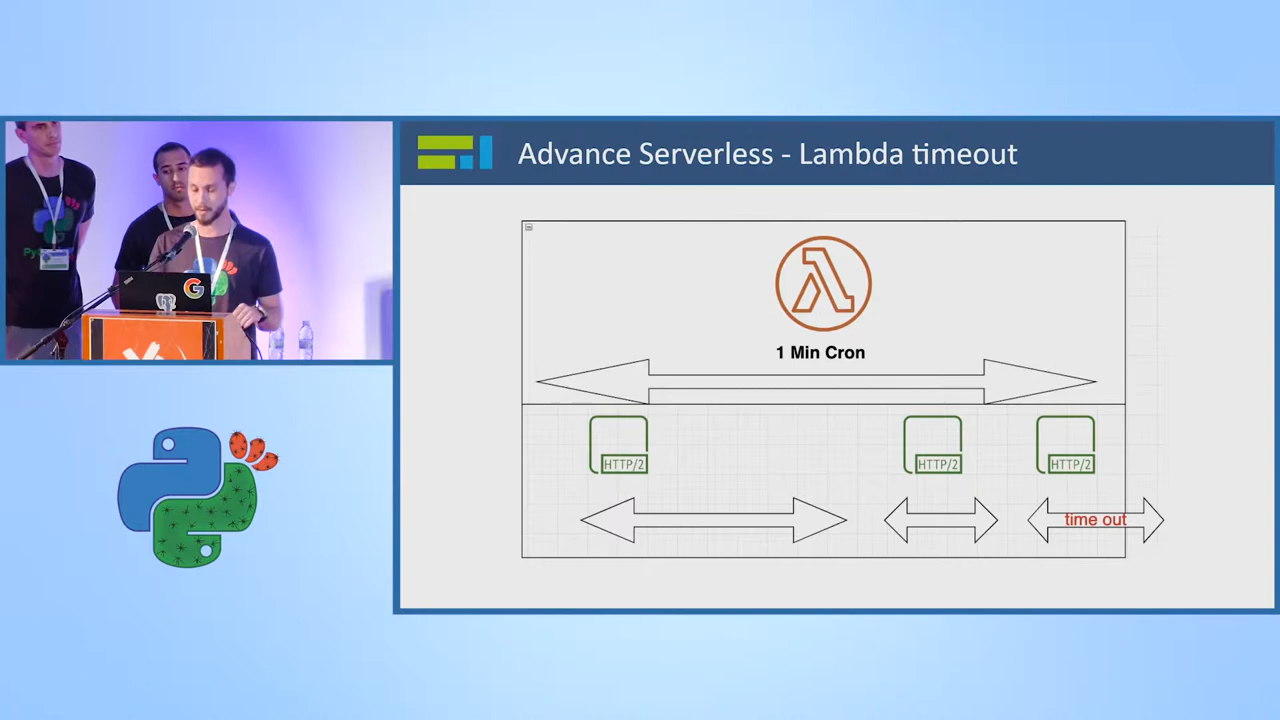 Advance Serverless - Lambda timeout
1 Min Cron
HTTP/2
HTTP/2
HTTP/2
time out
G